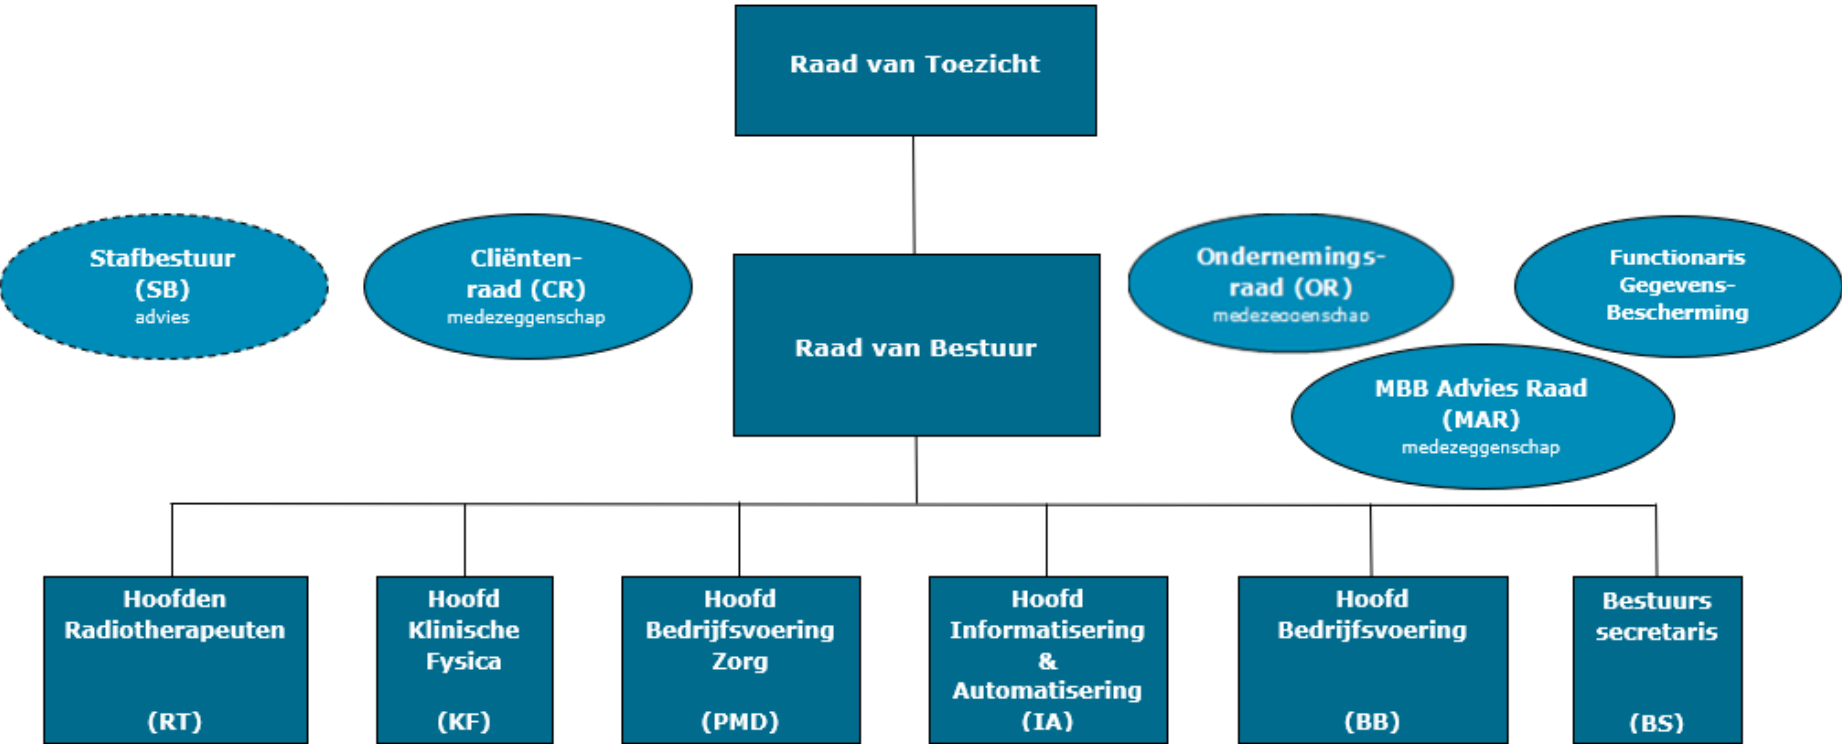 Raad van Toezicht
Stafbestuur
(SB)
advies
Cliënten-
raad (CR)
medezeggenschap
Raad van Bestuur
Ondernemings-
raad (OR)
medezeggenschap
Functionaris
Gegevens-
Bescherming
MBB Advies Raad
(MAR)
medezeggenschap
Hoofden
Radiotherapeuten
(RT)
Hoofd
Klinische
Fysica
(KF)
Hoofd
Bedrijfsvoering
Zorg
(PMD)
Hoofd
Informatisering
&
Automatisering
(IA)
Hoofd
Bedrijfsvoering
(BB)
Bestuurs
secretaris
(BS)